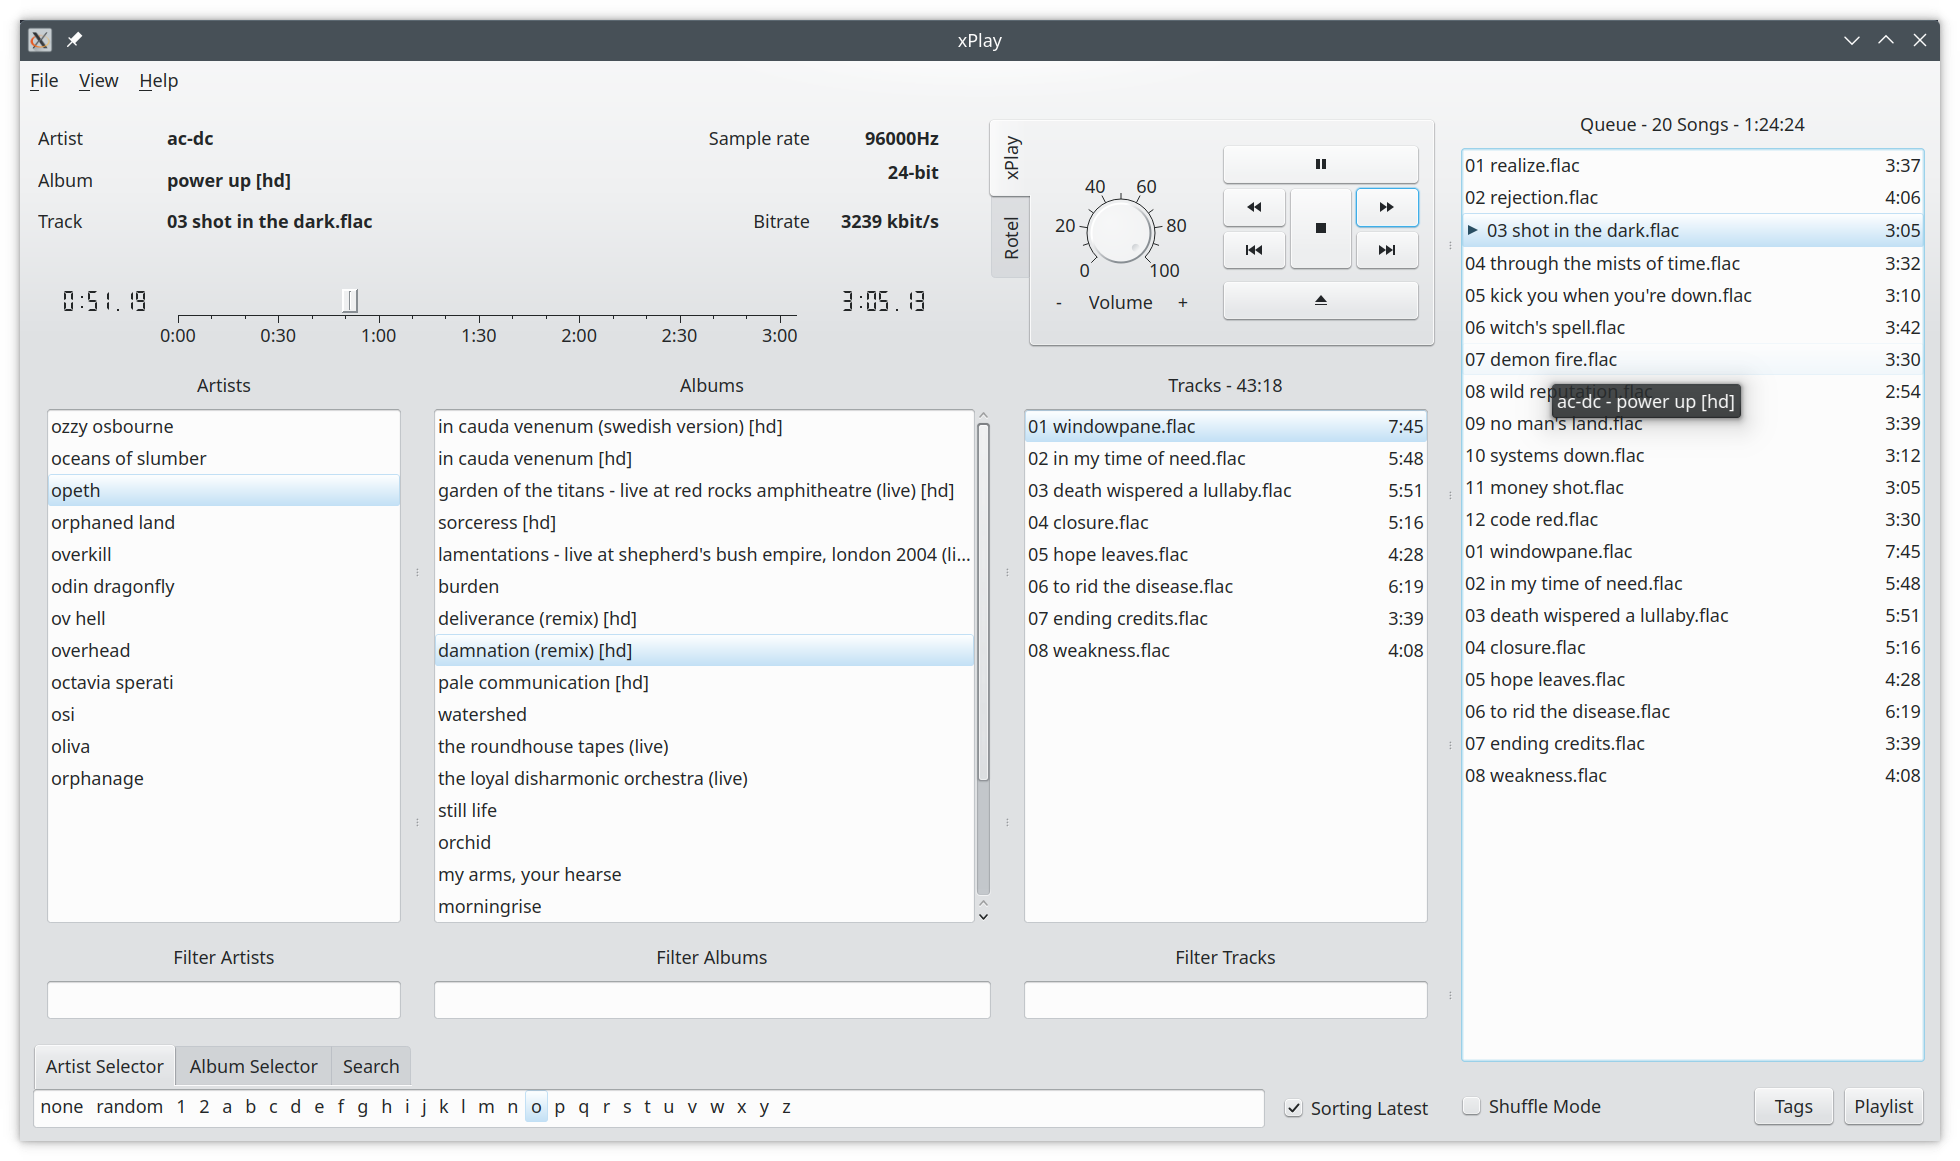 xPlay
File View Help
Artist ac-dc
Album power up [hd]
Track 03 shot in the dark.flac
Sample rate 96000Hz
24-bit
Bitrate 3239 kbit/s
0:51.19
3:05.13
0:00 0:30 1:00 1:30 2:00 2:30 3:00
xPlay
Rotel
0 20 40 60 80 100
- Volume +
Artists
ozzy osbourne
oceans of slumber
opeth
orphaned land
overkill
odin dragonfly
ov hell
overhead
octavia sperati
osi
oliva
orphanage
Filter Artists
Albums
in cauda venenum (swedish version) [hd]
in cauda venenum [hd]
garden of the titans - live at red rocks amphitheatre (live) [hd]
sorceress [hd]
lamentations - live at shepherd's bush empire, london 2004 (li...
burden
deliverance (remix) [hd]
damnation (remix) [hd]
pale communication [hd]
watershed
the roundhouse tapes (live)
the loyal disharmonic orchestra (live)
still life
orchid
my arms, your hearse
morningrise
Filter Albums
Tracks - 43:18
01 windowpane.flac 7:45
02 in my time of need.flac 5:48
03 death wispered a lullaby.flac 5:51
04 closure.flac 5:16
05 hope leaves.flac 4:28
06 to rid the disease.flac 6:19
07 ending credits.flac 3:39
08 weakness.flac 4:08
Filter Tracks
Queue - 20 Songs - 1:24:24
01 realize.flac 3:37
02 rejection.flac 4:06
03 shot in the dark.flac 3:05
04 through the mists of time.flac 3:32
05 kick you when you're down.flac 3:10
06 witch's spell.flac 3:42
07 demon fire.flac 3:30
08 wild reputation.flac 2:54
ac-dc - power up [hd]
09 no man's land.flac 3:39
10 systems down.flac 3:12
11 money shot.flac 3:05
12 code red.flac 3:30
01 windowpane.flac 7:45
02 in my time of need.flac 5:48
03 death wispered a lullaby.flac 5:51
04 closure.flac 5:16
05 hope leaves.flac 4:28
06 to rid the disease.flac 6:19
07 ending credits.flac 3:39
08 weakness.flac 4:08
Artist Selector Album Selector Search
none random 1 2 a b c d e f g h i j k l m n o p q r s t u v w x y z
Sorting Latest
Shuffle Mode
Tags
Playlist